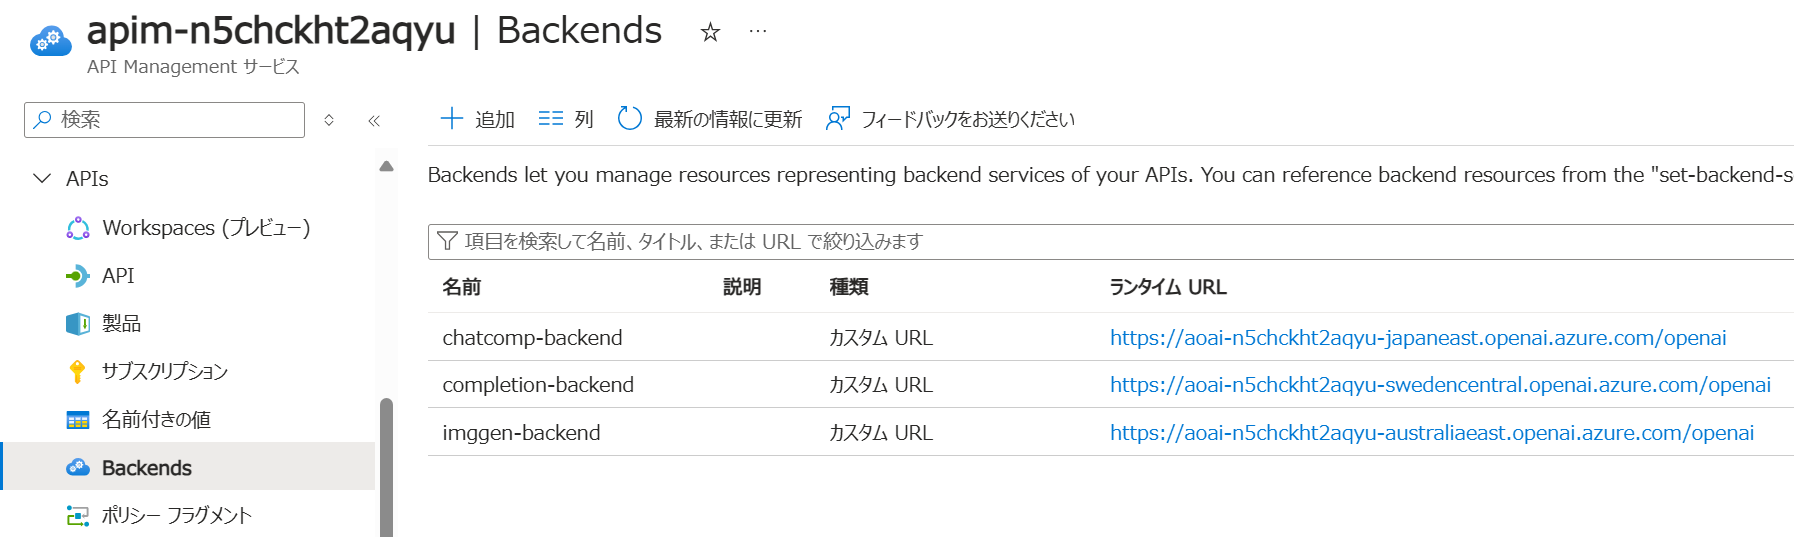 apim-n5chckht2aqyu | Backends
API Management サービス
検索
追加
列
最新の情報に更新
フィードバックをお送りください
APIs
Workspaces (プレビュー)
API
製品
サブスクリプション
名前付きの値
Backends
ポリシー フラグメント
Backends let you manage resources representing backend services of your APIs. You can reference backend resources from the "set-backend-s
項目を検索して名前、タイトル、または URL で絞り込みます
名前 説明 種類 ランタイム URL
chatcomp-backend カスタム URL https://aoai-n5chckht2aqyu-japaneast.openai.azure.com/openai
completion-backend カスタム URL https://aoai-n5chckht2aqyu-swedencentral.openai.azure.com/openai
imggen-backend カスタム URL https://aoai-n5chckht2aqyu-australiaeast.openai.azure.com/openai